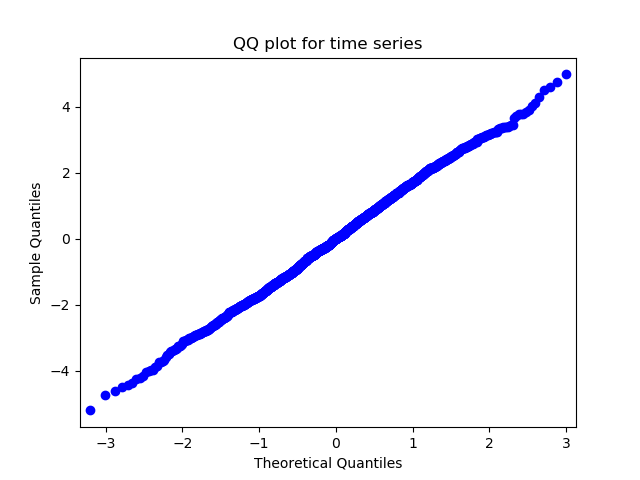 QQ plot for time series
4
2
0
−2
−4
Sample Quantiles
−3 −2 −1 0 1 2 3
Theoretical Quantiles